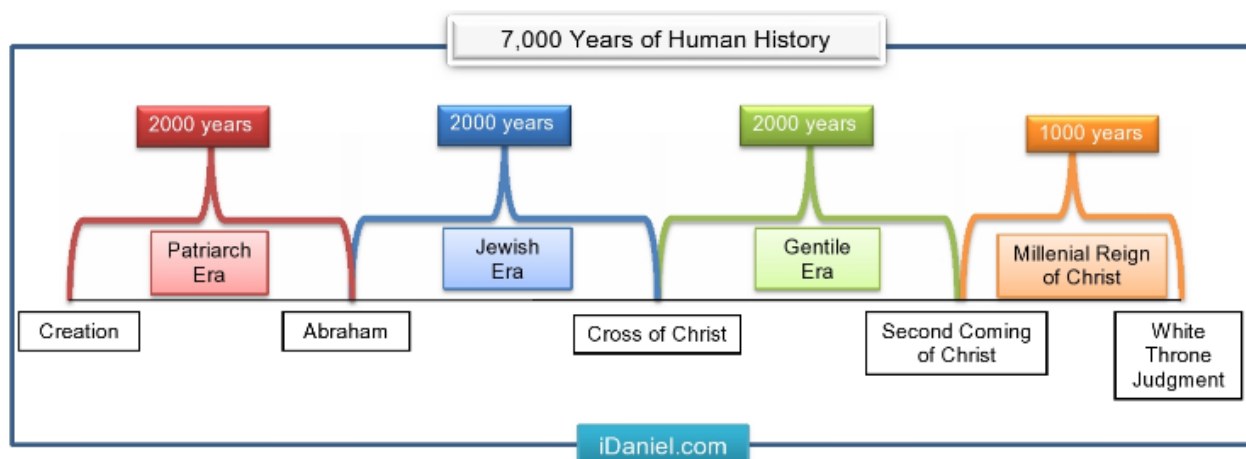 7,000 Years of Human History
2000 years
2000 years
2000 years
1000 years
Patriarch
Era
Jewish
Era
Gentile
Era
Millenial Reign
of Christ
Creation
Abraham
Cross of Christ
Second Coming
of Christ
White
Throne
Judgment
iDaniel.com